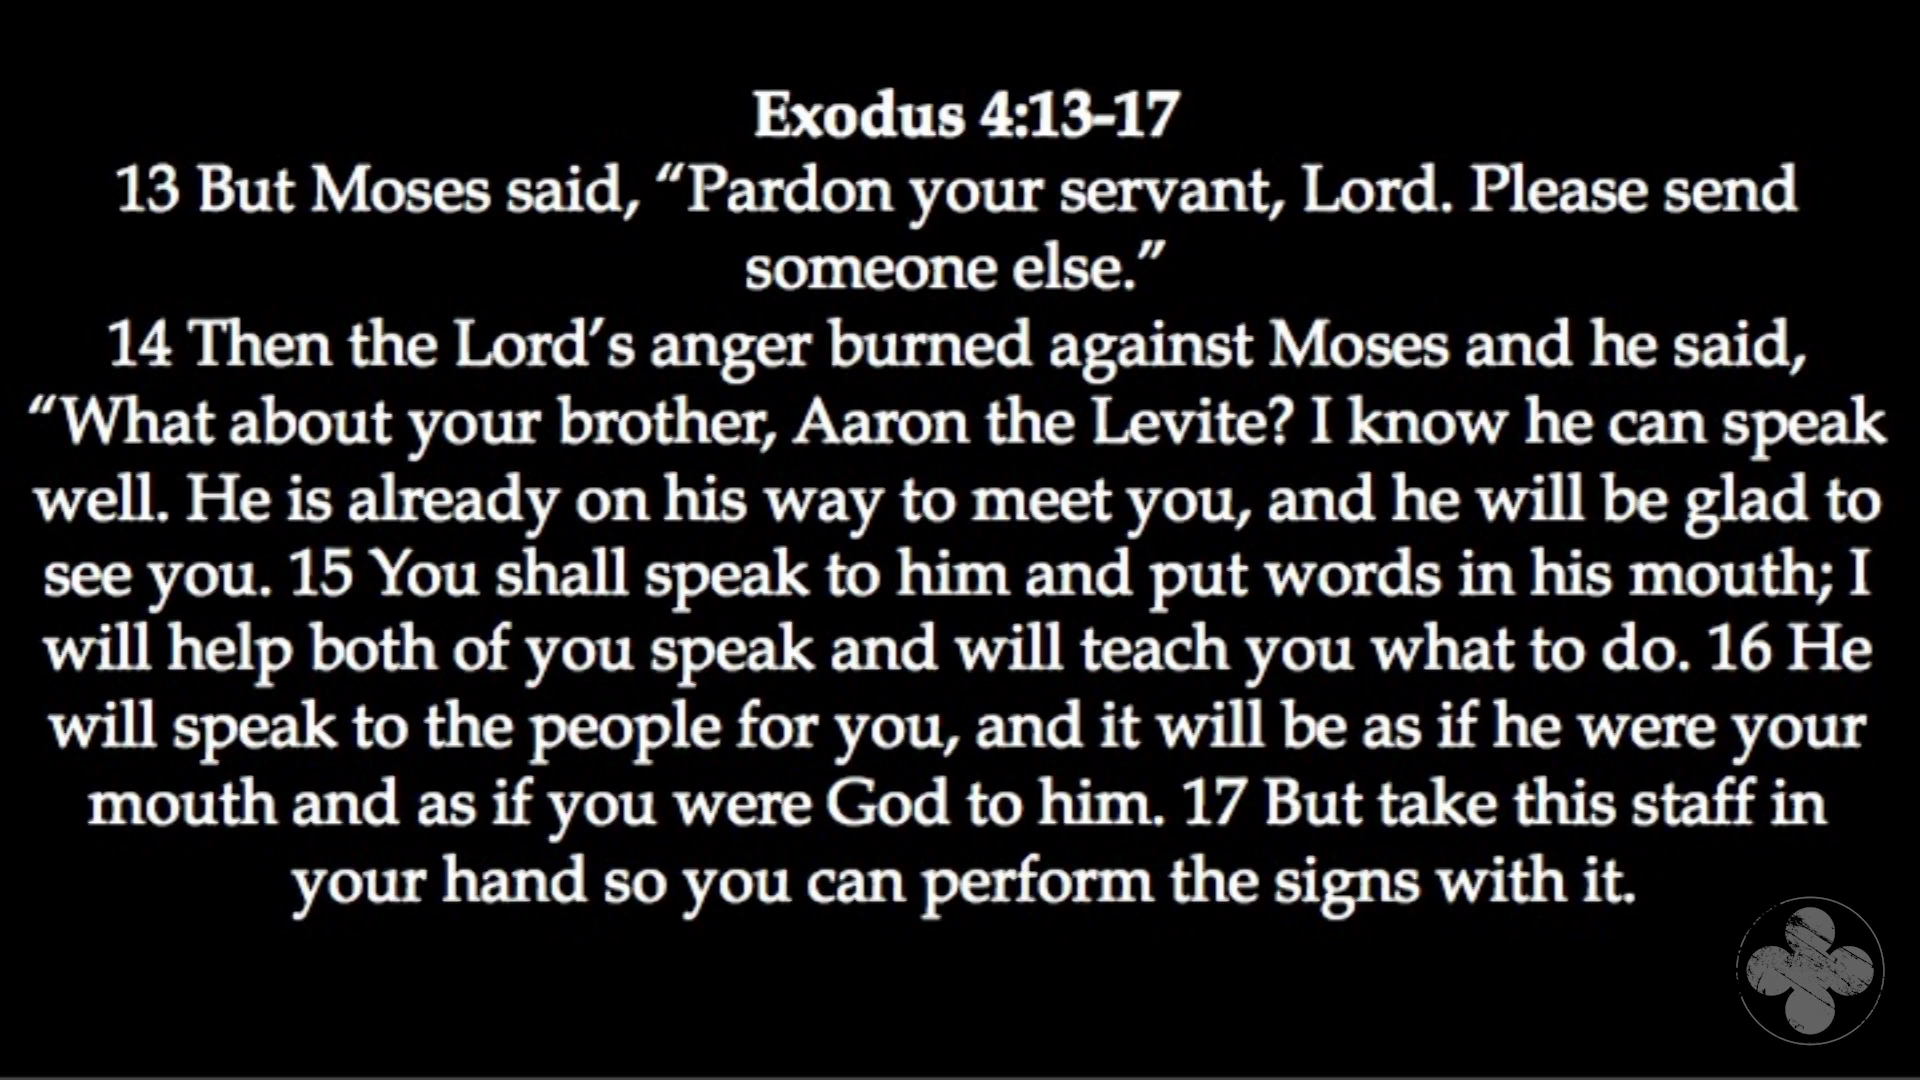 Exodus 4:13-17
13 But Moses said, “Pardon your servant, Lord. Please send
someone else.”
14 Then the Lord’s anger burned against Moses and he said,
“What about your brother, Aaron the Levite? I know he can speak
well. He is already on his way to meet you, and he will be glad to
see you. 15 You shall speak to him and put words in his mouth; I
will help both of you speak and will teach you what to do. 16 He
will speak to the people for you, and it will be as if he were your
mouth and as if you were God to him. 17 But take this staff in
your hand so you can perform the signs with it.